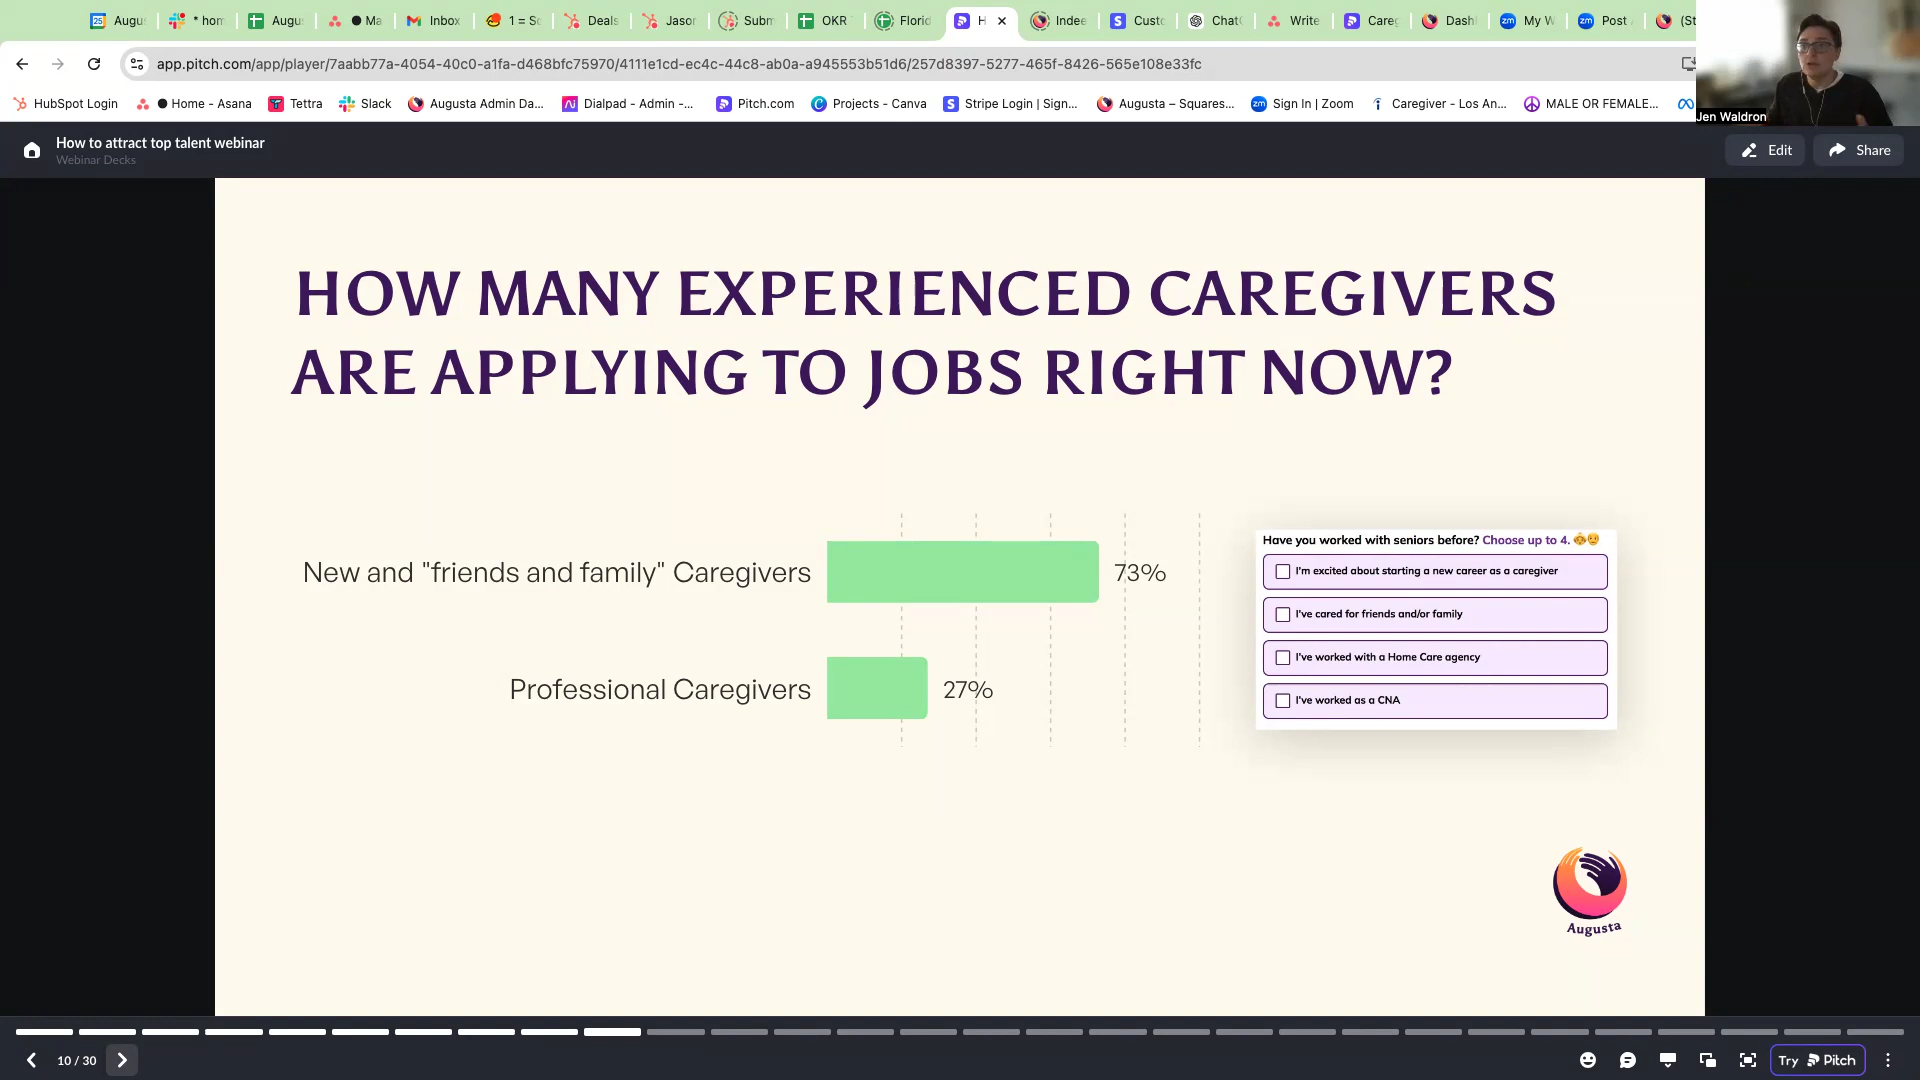 Augu
* hom
Augu
Ma
Inbox
1 = Sc
Deals
Jasor
Subm
OKR
Florid
H
Indee
Custo
ChatG
Write
Careg
Dash
My W
Post
(St
app.pitch.com/app/player/7aabb77a-4054-40c0-a1fa-d468bfc75970/4111e1cd-ec4c-44c8-ab0a-a945553b51d6/257d8397-5277-465f-8426-565e108e33fc
HubSpot Login
Home - Asana
Tettra
Slack
Augusta Admin Da...
Dialpad - Admin -...
Pitch.com
Projects - Canva
Stripe Login | Sign...
Augusta – Squares...
Sign In | Zoom
Caregiver - Los An...
MALE OR FEMALE...
Jen Waldron
How to attract top talent webinar
Webinar Decks
Edit
Share
HOW MANY EXPERIENCED CAREGIVERS
ARE APPLYING TO JOBS RIGHT NOW?
New and "friends and family" Caregivers
73%
Professional Caregivers
27%
Have you worked with seniors before? Choose up to 4.
I'm excited about starting a new career as a caregiver
I've cared for friends and/or family
I've worked with a Home Care agency
I've worked as a CNA
Augusta
10 / 30
Try Pitch